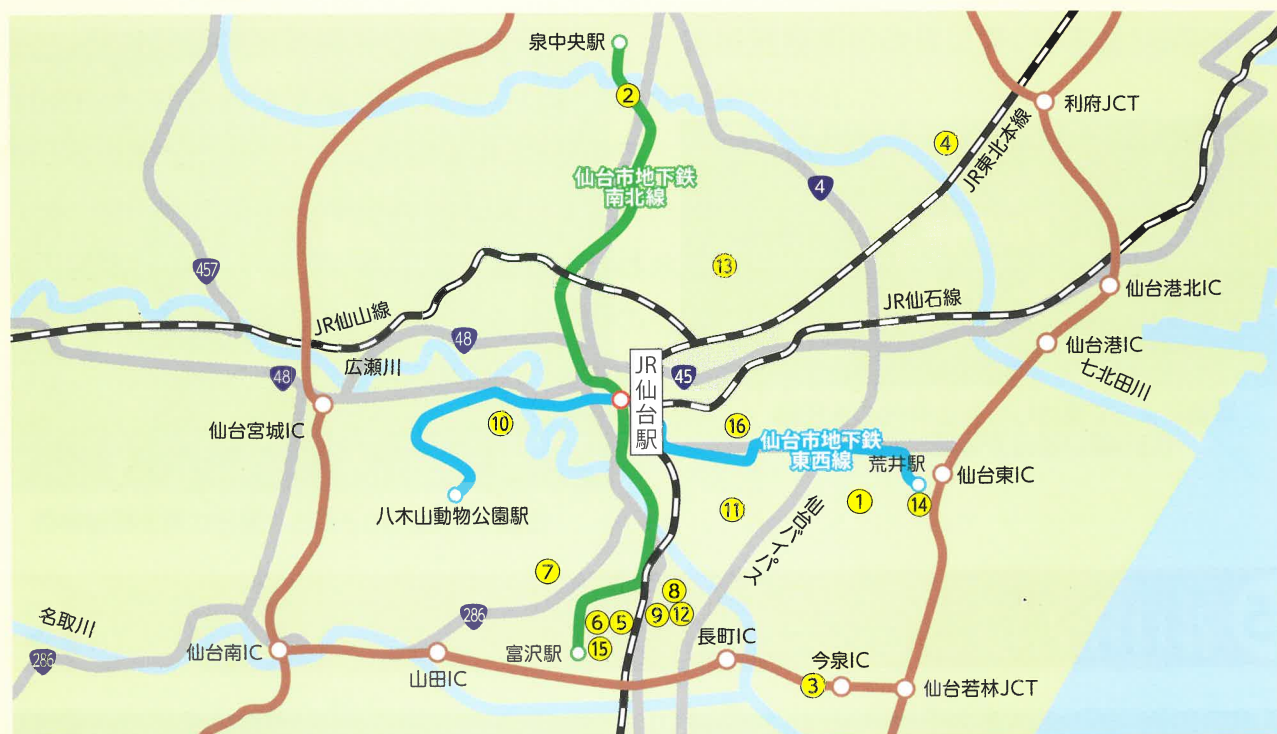 泉中央駅
②
利府JCT
④
JR東北本線
仙台市地下鉄
南北線
4
457
⑬
JR仙石線
仙台港北IC
JR仙山線
48
広瀬川
48
仙台港IC
七北田川
JR仙台駅
45
仙台宮城IC
⑩
⑯
仙台市地下鉄
東西線
荒井駅
仙台東IC
八木山動物公園駅
⑪
仙台バイパス
①
⑭
⑦
⑧
⑨
⑫
⑥
⑤
⑮
286
名取川
286
仙台南IC
山田IC
富沢駅
長町IC
今泉IC
③
仙台若林JCT